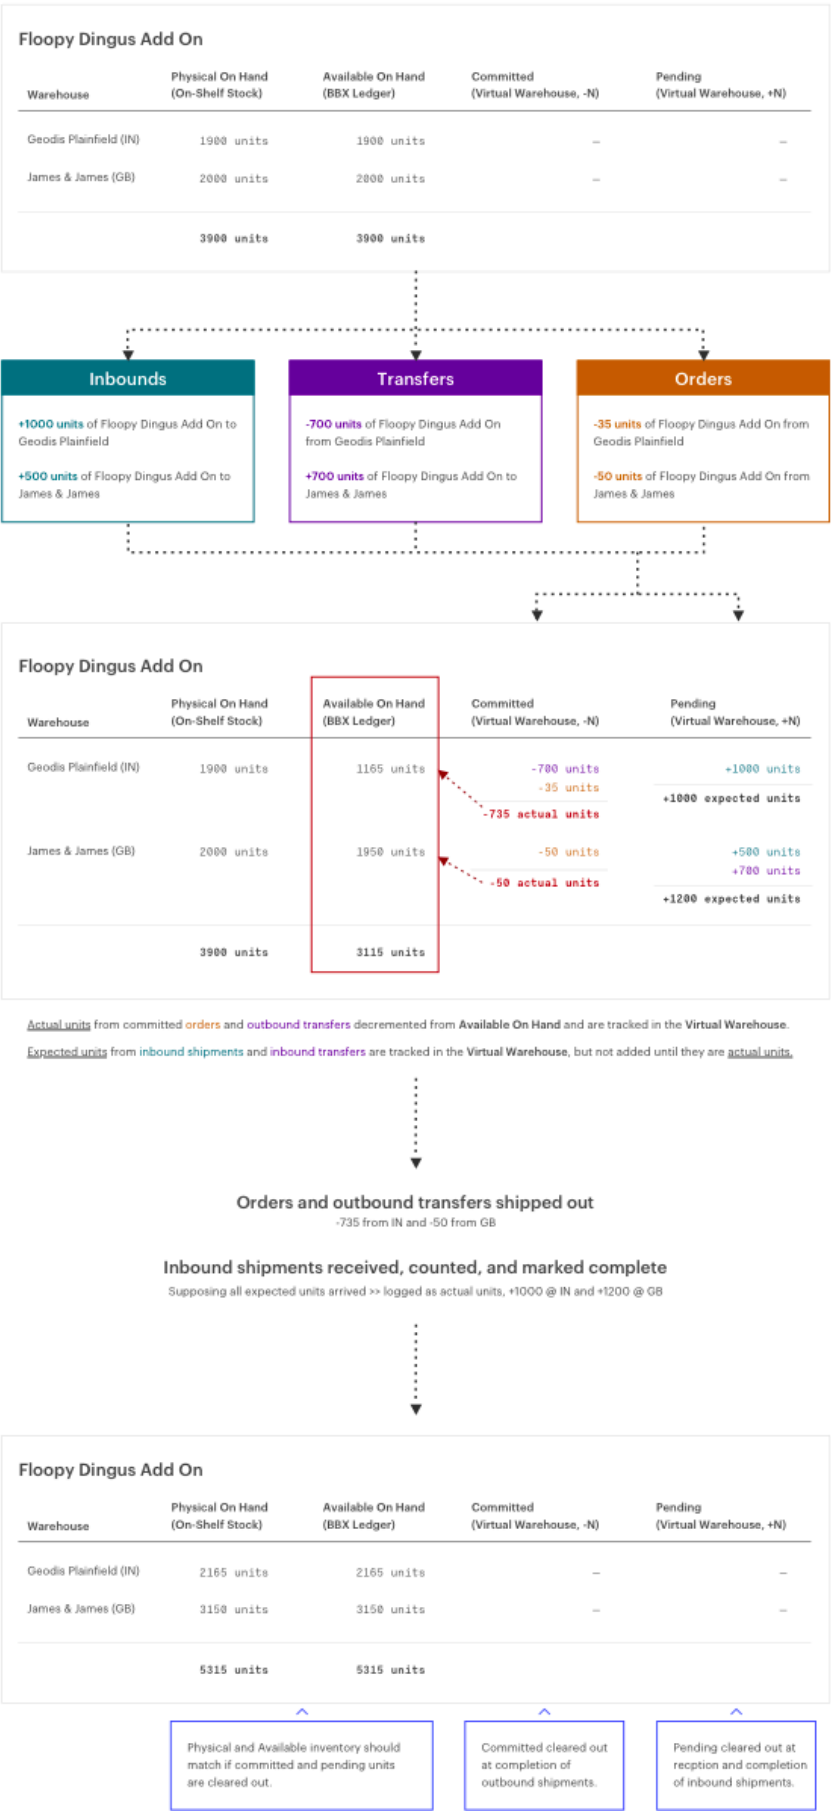 Floopy Dingus Add On
Warehouse
Physical On Hand
(On-Shelf Stock)
Available On Hand
(BBX Ledger)
Committed
(Virtual Warehouse, -N)
Pending
(Virtual Warehouse, +N)
Geodis Plainfield (IN) 1900 units 1900 units – –
James & James (GB) 2000 units 2000 units – –
3900 units 3900 units
Inbounds
+1000 units of Floopy Dingus Add On to
Geodis Plainfield
+500 units of Floopy Dingus Add On to
James & James
Transfers
-700 units of Floopy Dingus Add On
from Geodis Plainfield
+700 units of Floopy Dingus Add On to
James & James
Orders
-35 units of Floopy Dingus Add On from
Geodis Plainfield
-50 units of Floopy Dingus Add On from
James & James
Floopy Dingus Add On
Warehouse
Physical On Hand
(On-Shelf Stock)
Available On Hand
(BBX Ledger)
Committed
(Virtual Warehouse, -N)
Pending
(Virtual Warehouse, +N)
Geodis Plainfield (IN) 1900 units 1165 units -700 units +1000 units
-35 units
+1000 expected units
-735 actual units
James & James (GB) 2000 units 1950 units -50 units +500 units
+700 units
-50 actual units
+1200 expected units
3900 units 3115 units
Actual units from committed orders and outbound transfers decremented from Available On Hand and are tracked in the Virtual Warehouse.
Expected units from inbound shipments and inbound transfers are tracked in the Virtual Warehouse, but not added until they are actual units.
Orders and outbound transfers shipped out
-735 from IN and -50 from GB
Inbound shipments received, counted, and marked complete
Supposing all expected units arrived >> logged as actual units, +1000 @ IN and +1200 @ GB
Floopy Dingus Add On
Warehouse
Physical On Hand
(On-Shelf Stock)
Available On Hand
(BBX Ledger)
Committed
(Virtual Warehouse, -N)
Pending
(Virtual Warehouse, +N)
Geodis Plainfield (IN) 2165 units 2165 units – –
James & James (GB) 3150 units 3150 units – –
5315 units 5315 units
Physical and Available inventory should
match if committed and pending units
are cleared out.
Committed cleared out
at completion of
outbound shipments.
Pending cleared out at
recption and completion
of inbound shipments.